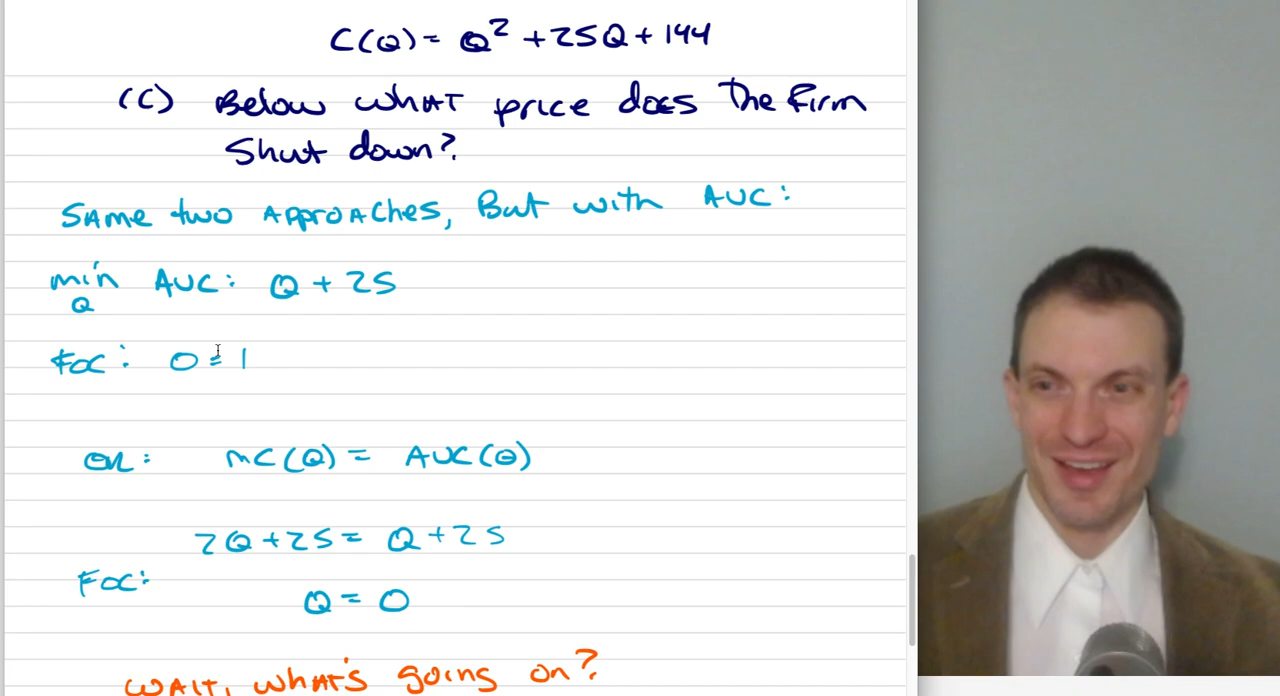 C(Q) = Q² + 25Q + 144
(C) Below what price does the firm
shut down?
Same two approaches, but with AVC:
min AVC: Q + 25
Q
FOC: 0 = 1
OR: MC(Q) = AVC(Q)
2Q + 25 = Q + 25
FOC:
Q = 0
Wait, what's going on?